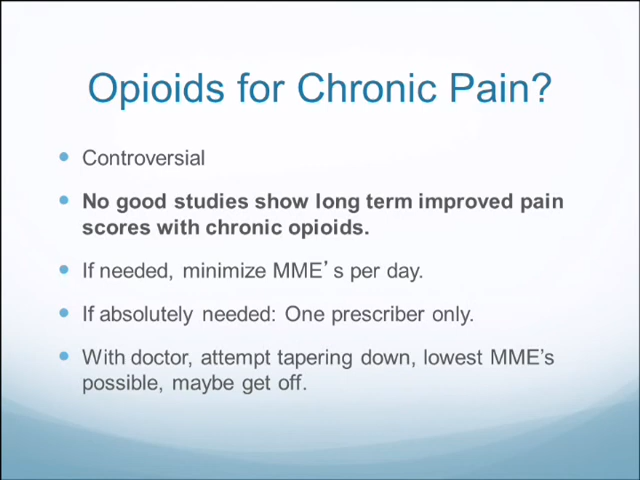 Opioids for Chronic Pain?
• Controversial
• No good studies show long term improved pain
scores with chronic opioids.
• If needed, minimize MME’s per day.
• If absolutely needed: One prescriber only.
• With doctor, attempt tapering down, lowest MME’s
possible, maybe get off.